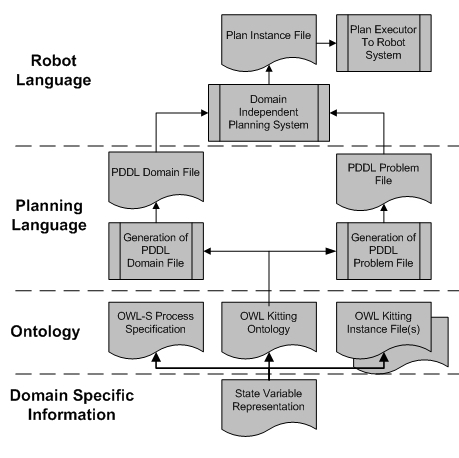 Robot
Language
Plan Instance File
Plan Executor
To Robot
System
Domain
Independent
Planning System
Planning
Language
PDDL Domain File
PDDL Problem
File
Generation of
PDDL
Domain File
Generation of
PDDL
Problem File
Ontology
OWL-S Process
Specification
OWL Kitting
Ontology
OWL Kitting
Instance File(s)
Domain Specific
Information
State Variable
Representation